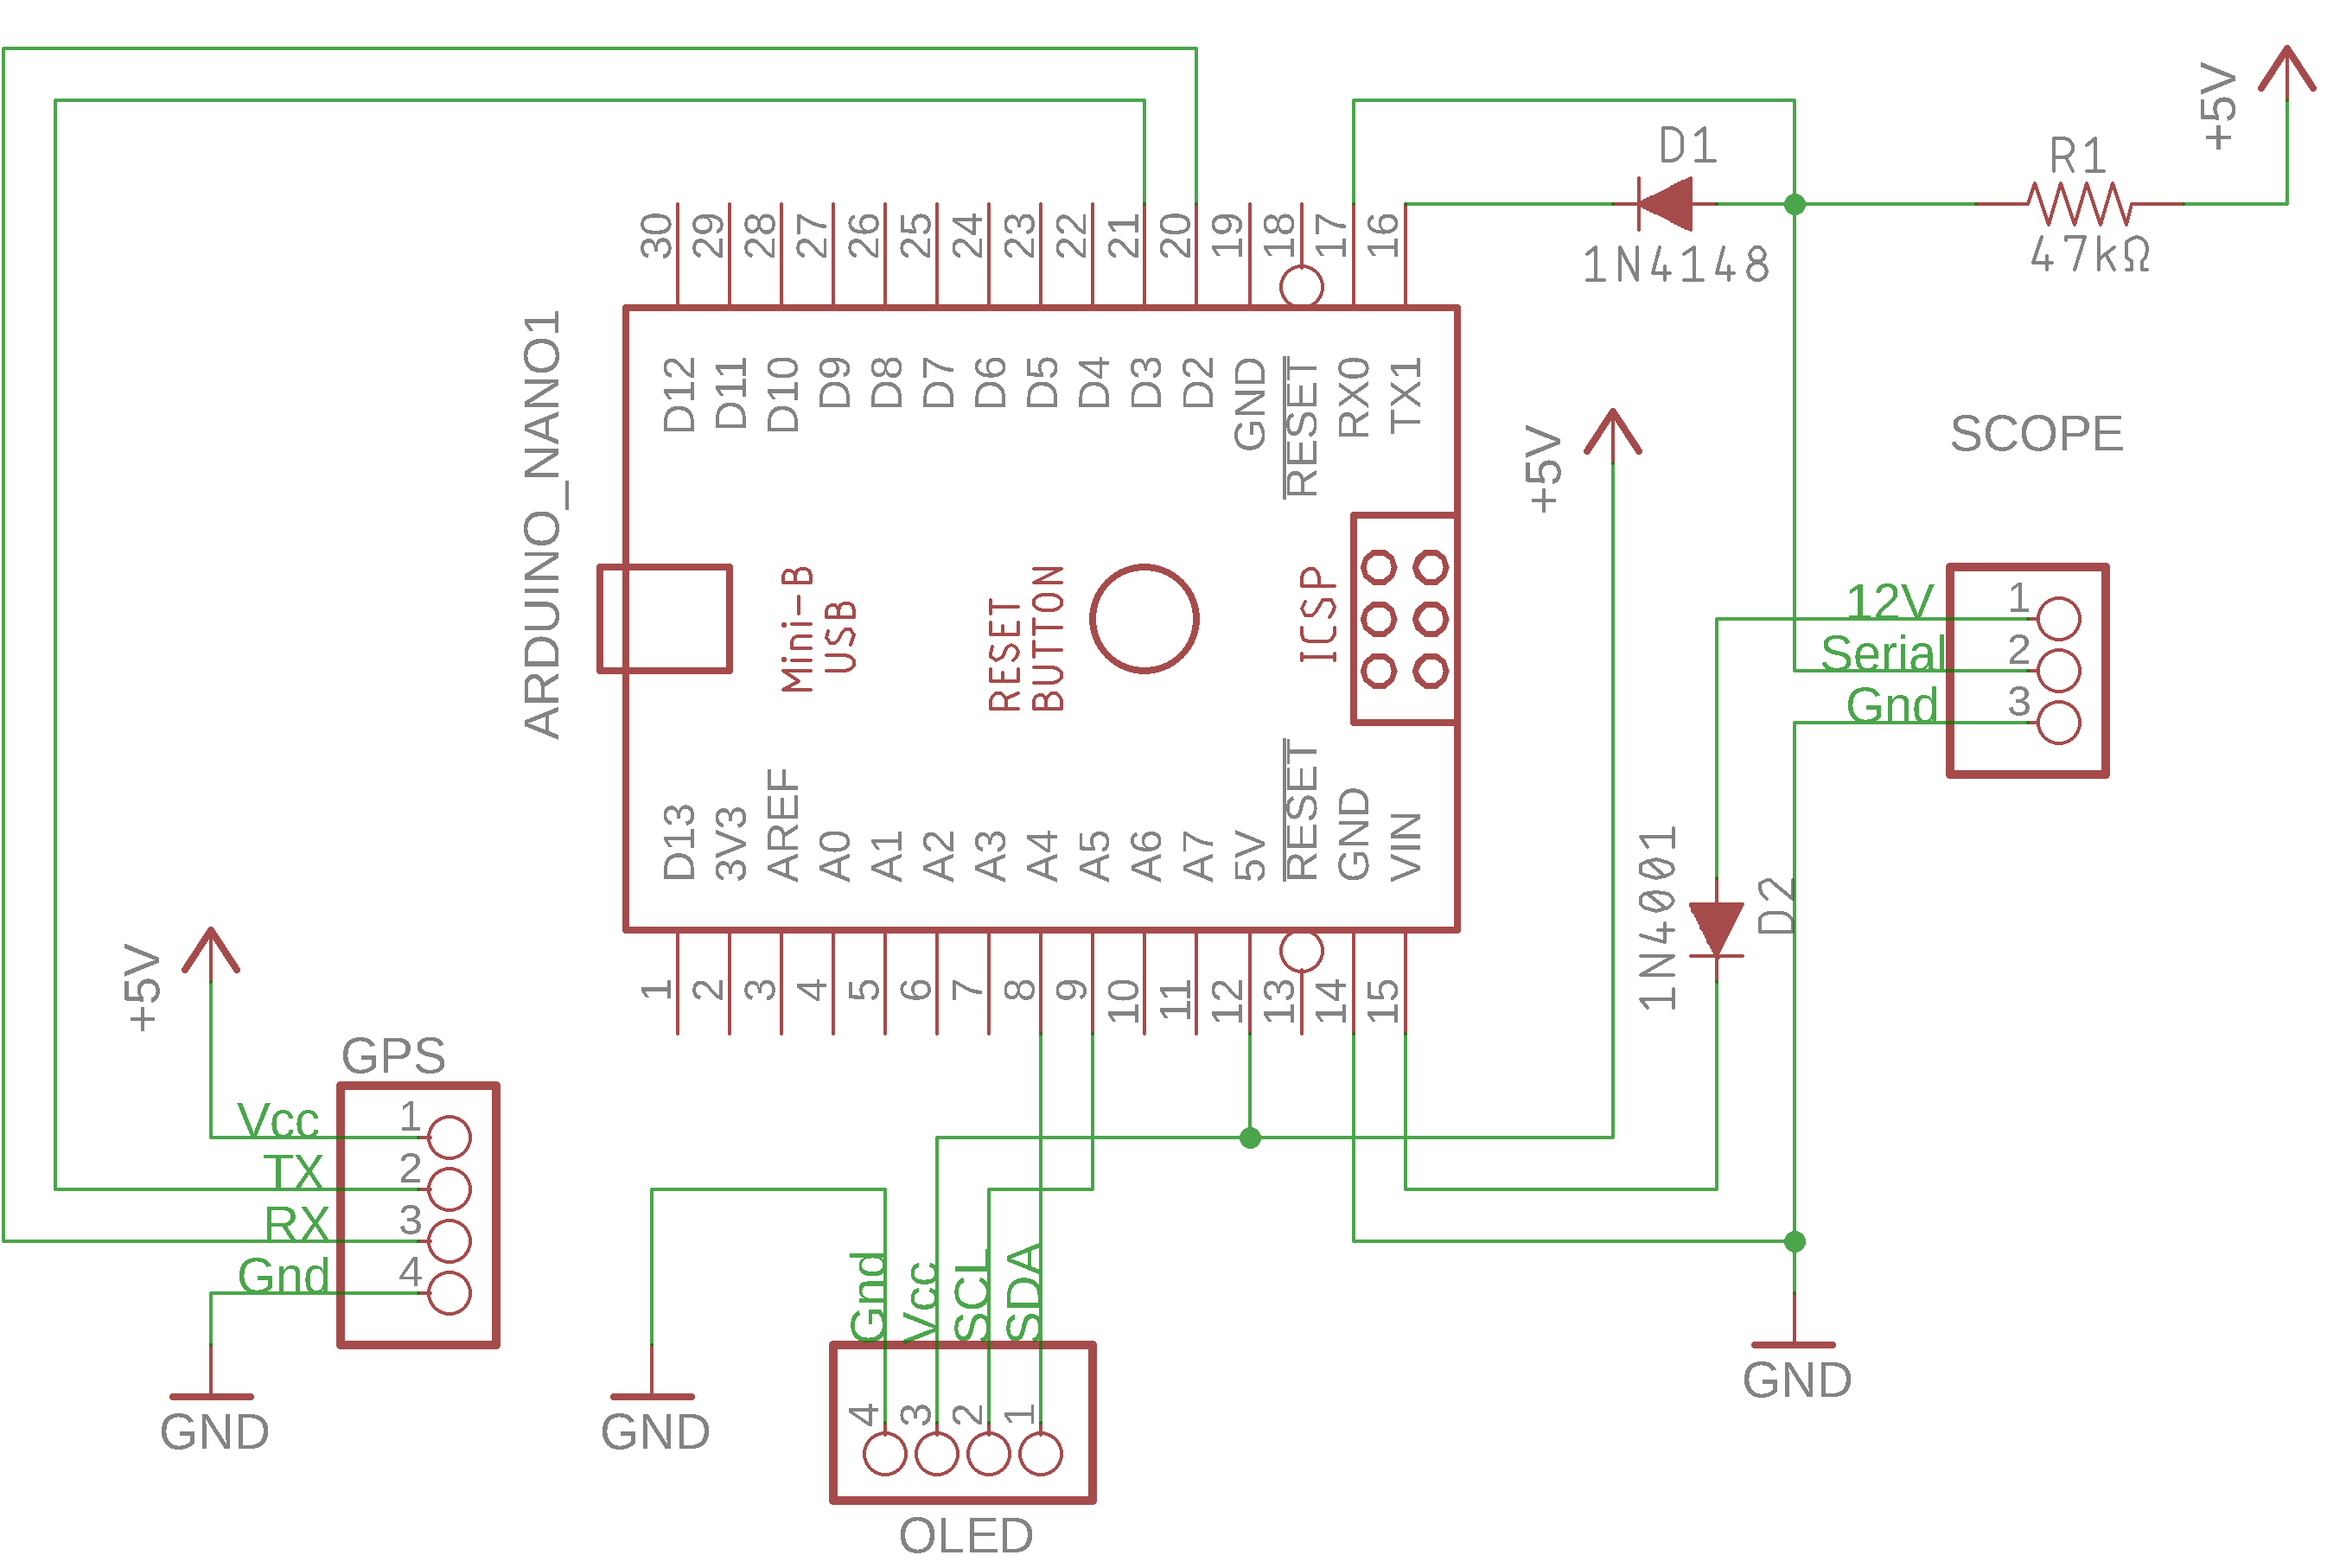 +5V
D1
R1
1N4148
47kΩ
30 29 28 27 26 25 24 23 22 21 20 19 18 17 16
ARDUINO_NANO1
D12 D11 D10 D9 D8 D7 D6 D5 D4 D3 D2 GND RESET RX0 TX1
+5V
SCOPE
Mini-B
USB
RESET
BUTTON
ICSP
12V 1
Serial 2
Gnd 3
D13 3V3 AREF A0 A1 A2 A3 A4 A5 A6 A7 5V RESET GND VIN
1N4001
D2
1 2 3 4 5 6 7 8 9 10 11 12 13 14 15
+5V
GPS
Vcc 1
TX 2
RX 3
Gnd 4
GND
Gnd Vcc SCL SDA
4 3 2 1
GND
OLED
GND